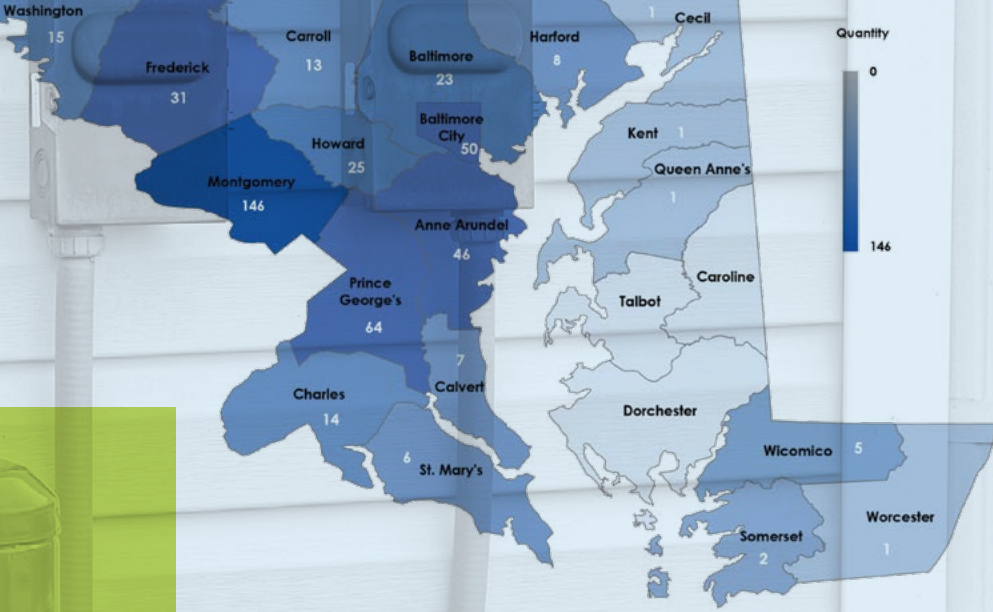 Washington
15
Carroll
13
Frederick
31
Baltimore
23
Harford
8
1
Cecil
Quantity
0
146
Baltimore
City
50
Howard
25
Kent 1
Queen Anne's
1
Montgomery
146
Anne Arundel
46
Prince
George's
64
Caroline
Talbot
7
Calvert
Charles
14
Dorchester
6
St. Mary's
Wicomico 5
Worcester
1
Somerset
2